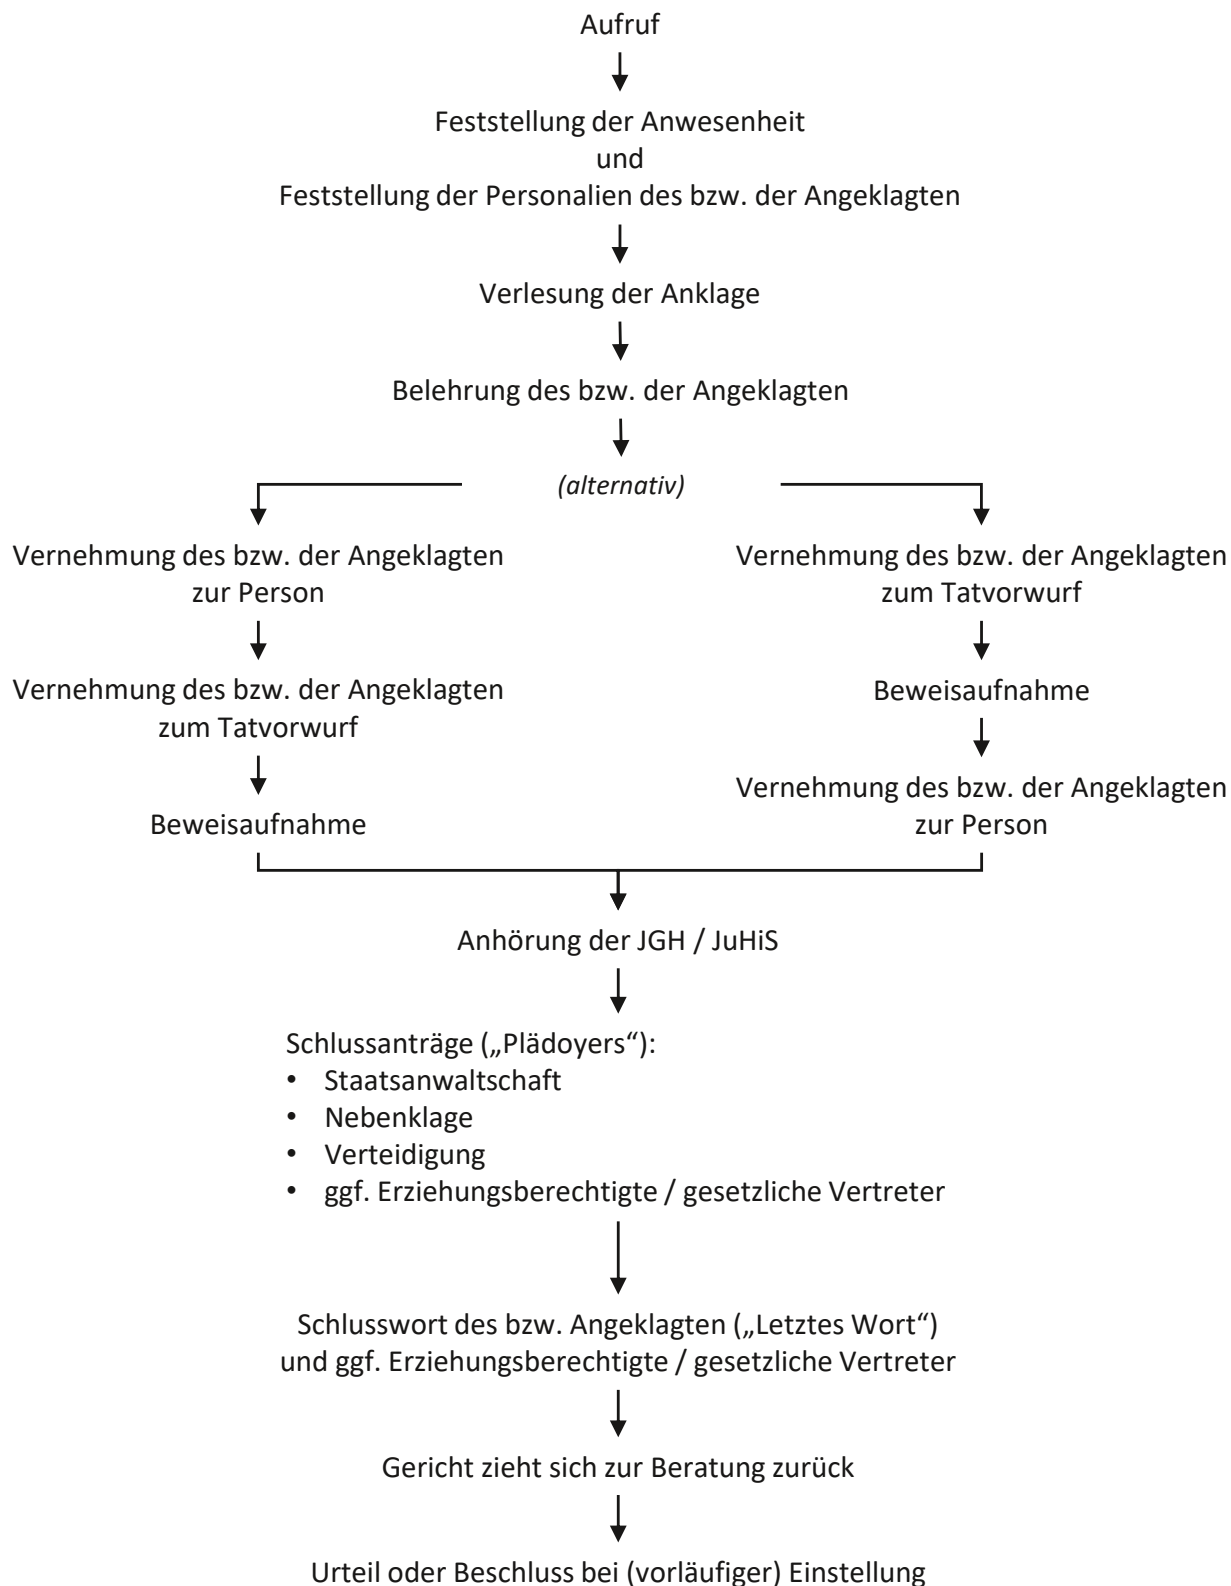 Aufruf
Feststellung der Anwesenheit
und
Feststellung der Personalien des bzw. der Angeklagten
Verlesung der Anklage
Belehrung des bzw. der Angeklagten
(alternativ)
Vernehmung des bzw. der Angeklagten
zur Person
Vernehmung des bzw. der Angeklagten
zum Tatvorwurf
Beweisaufnahme
Vernehmung des bzw. der Angeklagten
zum Tatvorwurf
Beweisaufnahme
Vernehmung des bzw. der Angeklagten
zur Person
Anhörung der JGH / JuHiS
Schlussanträge („Plädoyers“):
• Staatsanwaltschaft
• Nebenklage
• Verteidigung
• ggf. Erziehungsberechtigte / gesetzliche Vertreter
Schlusswort des bzw. Angeklagten („Letztes Wort“)
und ggf. Erziehungsberechtigte / gesetzliche Vertreter
Gericht zieht sich zur Beratung zurück
Urteil oder Beschluss bei (vorläufiger) Einstellung